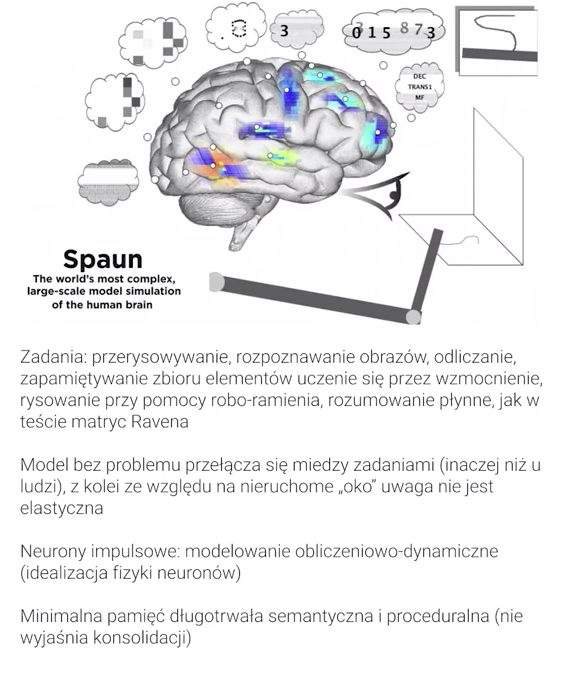 3
0 1 5 8 7 3
DEC
TRANS1
MF
Spaun
The world's most complex,
large-scale model simulation
of the human brain
Zadania: przerysowywanie, rozpoznawanie obrazów, odliczanie,
zapamiętywanie zbioru elementów uczenie się przez wzmocnienie,
rysowanie przy pomocy robo-ramienia, rozumowanie płynne, jak w
teście matryc Ravena
Model bez problemu przełącza się miedzy zadaniami (inaczej niż u
ludzi), z kolei ze względu na nieruchome „oko” uwaga nie jest
elastyczna
Neurony impulsowe: modelowanie obliczeniowo-dynamiczne
(idealizacja fizyki neuronów)
Minimalna pamięć długotrwała semantyczna i proceduralna (nie
wyjaśnia konsolidacji)